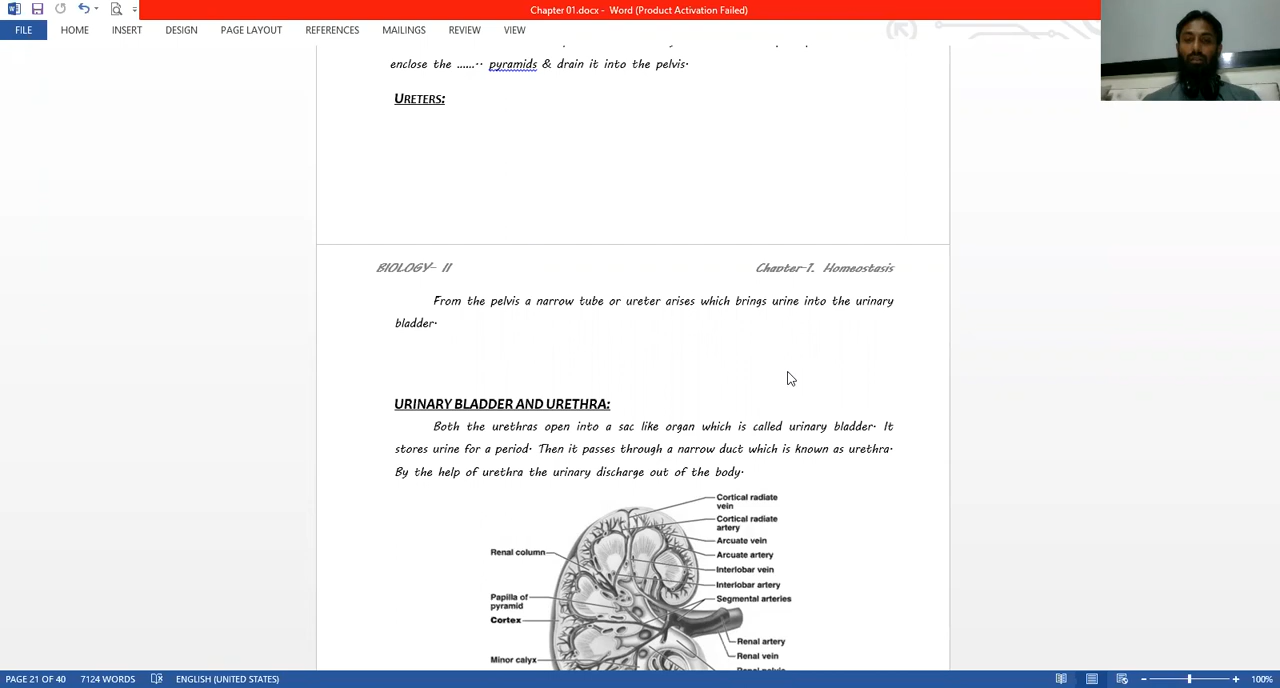 Chapter 01.docx - Word (Product Activation Failed)
FILE HOME INSERT DESIGN PAGE LAYOUT REFERENCES MAILINGS REVIEW VIEW
enclose the ........ pyramids & drain it into the pelvis.
URETERS:
BIOLOGY- II Chapter-1. Homeostasis
From the pelvis a narrow tube or ureter arises which brings urine into the urinary
bladder.
URINARY BLADDER AND URETHRA:
Both the urethras open into a sac like organ which is called urinary bladder. It
stores urine for a period. Then it passes through a narrow duct which is known as urethra.
By the help of urethra the urinary discharge out of the body.
Cortical radiate
vein
Cortical radiate
artery
Arcuate vein
Renal column
Arcuate artery
Interlobar vein
Interlobar artery
Papilla of
pyramid
Segmental arteries
Cortex
Renal artery
Renal vein
Minor calyx
Renal pelvis
PAGE 21 OF 40 7124 WORDS ENGLISH (UNITED STATES) 100%